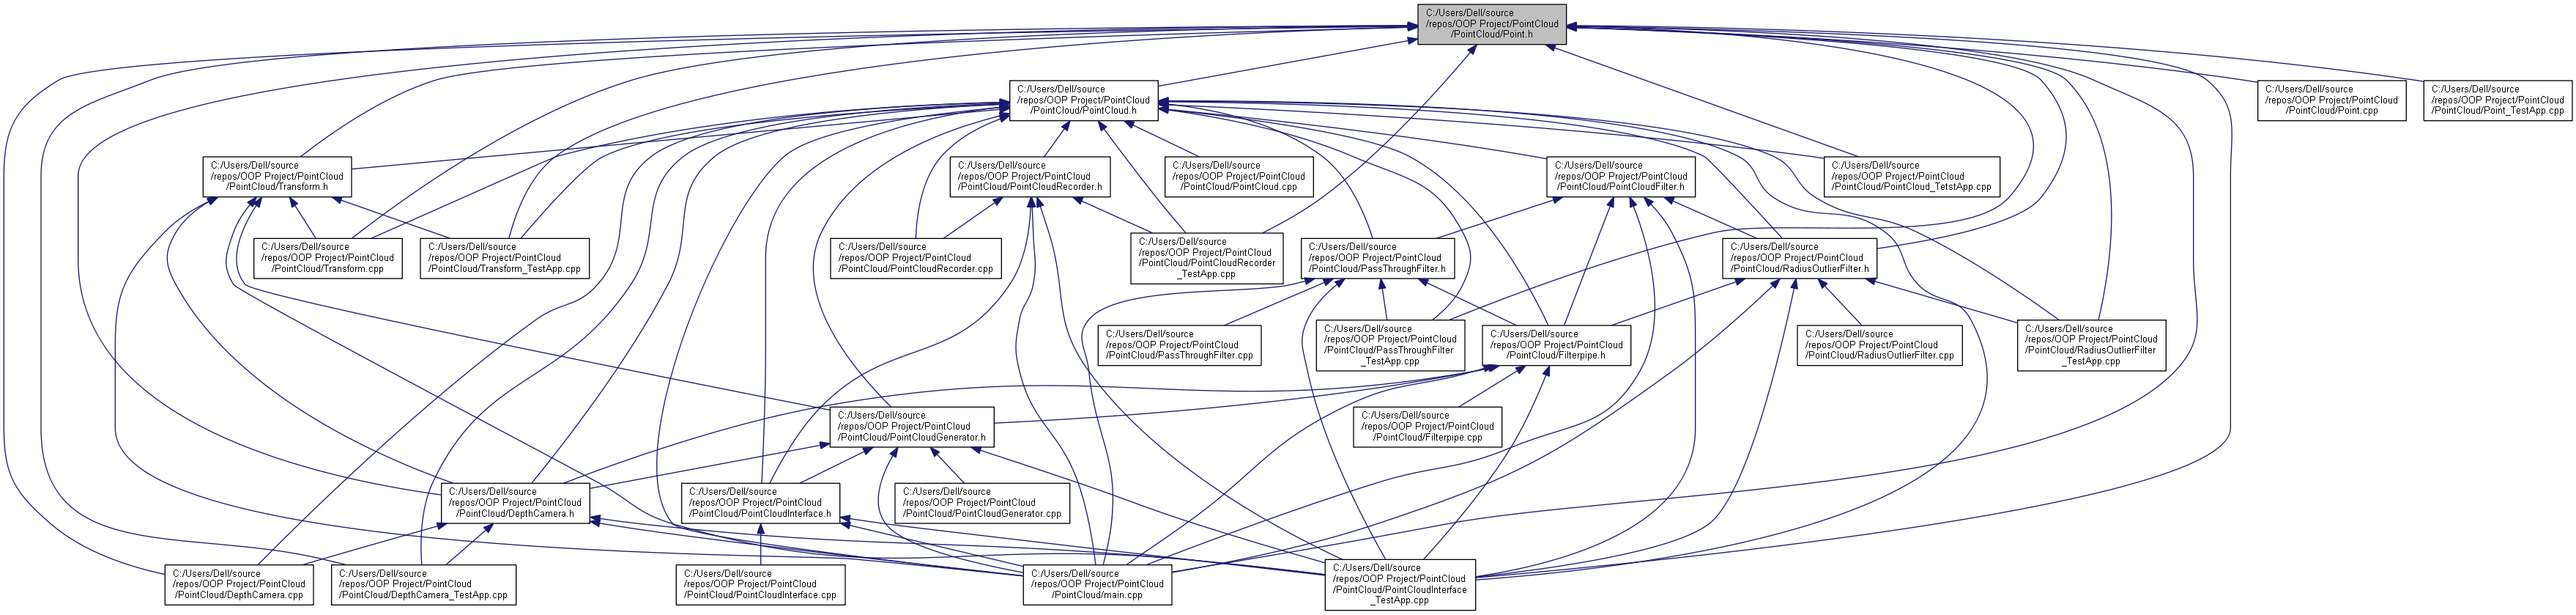 C:/Users/Dell/source
/repos/OOP Project/PointCloud
/PointCloud/Point.h
C:/Users/Dell/source
/repos/OOP Project/PointCloud
/PointCloud/PointCloud.h
C:/Users/Dell/source
/repos/OOP Project/PointCloud
/PointCloud/Point.cpp
C:/Users/Dell/source
/repos/OOP Project/PointCloud
/PointCloud/Point_TestApp.cpp
C:/Users/Dell/source
/repos/OOP Project/PointCloud
/PointCloud/Transform.h
C:/Users/Dell/source
/repos/OOP Project/PointCloud
/PointCloud/PointCloudRecorder.h
C:/Users/Dell/source
/repos/OOP Project/PointCloud
/PointCloud/PointCloud.cpp
C:/Users/Dell/source
/repos/OOP Project/PointCloud
/PointCloud/PointCloudFilter.h
C:/Users/Dell/source
/repos/OOP Project/PointCloud
/PointCloud/PointCloud_TetstApp.cpp
C:/Users/Dell/source
/repos/OOP Project/PointCloud
/PointCloud/Transform.cpp
C:/Users/Dell/source
/repos/OOP Project/PointCloud
/PointCloud/Transform_TestApp.cpp
C:/Users/Dell/source
/repos/OOP Project/PointCloud
/PointCloud/PointCloudRecorder.cpp
C:/Users/Dell/source
/repos/OOP Project/PointCloud
/PointCloud/PointCloudRecorder
_TestApp.cpp
C:/Users/Dell/source
/repos/OOP Project/PointCloud
/PointCloud/PassThroughFilter.h
C:/Users/Dell/source
/repos/OOP Project/PointCloud
/PointCloud/RadiusOutlierFilter.h
C:/Users/Dell/source
/repos/OOP Project/PointCloud
/PointCloud/PassThroughFilter.cpp
C:/Users/Dell/source
/repos/OOP Project/PointCloud
/PointCloud/PassThroughFilter
_TestApp.cpp
C:/Users/Dell/source
/repos/OOP Project/PointCloud
/PointCloud/Filterpipe.h
C:/Users/Dell/source
/repos/OOP Project/PointCloud
/PointCloud/RadiusOutlierFilter.cpp
C:/Users/Dell/source
/repos/OOP Project/PointCloud
/PointCloud/RadiusOutlierFilter
_TestApp.cpp
C:/Users/Dell/source
/repos/OOP Project/PointCloud
/PointCloud/PointCloudGenerator.h
C:/Users/Dell/source
/repos/OOP Project/PointCloud
/PointCloud/Filterpipe.cpp
C:/Users/Dell/source
/repos/OOP Project/PointCloud
/PointCloud/DepthCamera.h
C:/Users/Dell/source
/repos/OOP Project/PointCloud
/PointCloud/PointCloudInterface.h
C:/Users/Dell/source
/repos/OOP Project/PointCloud
/PointCloud/PointCloudGenerator.cpp
C:/Users/Dell/source
/repos/OOP Project/PointCloud
/PointCloud/DepthCamera.cpp
C:/Users/Dell/source
/repos/OOP Project/PointCloud
/PointCloud/DepthCamera_TestApp.cpp
C:/Users/Dell/source
/repos/OOP Project/PointCloud
/PointCloud/PointCloudInterface.cpp
C:/Users/Dell/source
/repos/OOP Project/PointCloud
/PointCloud/main.cpp
C:/Users/Dell/source
/repos/OOP Project/PointCloud
/PointCloud/PointCloudInterface
_TestApp.cpp